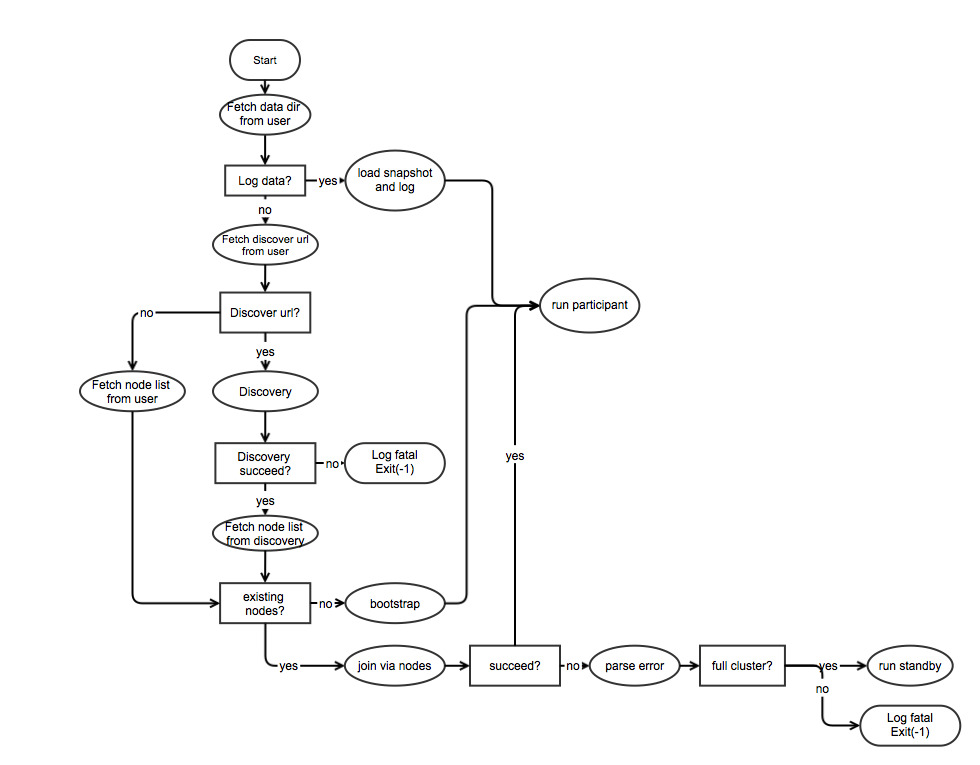 Start
Fetch data dir
from user
Log data?
yes
load snapshot
and log
no
Fetch discover url
from user
Discover url?
no
run participant
yes
Fetch node list
from user
Discovery
Discovery
succeed?
no
Log fatal
Exit(-1)
yes
yes
Fetch node list
from discovery
existing
nodes?
no
bootstrap
yes
join via nodes
succeed?
no
parse error
full cluster?
yes
run standby
no
Log fatal
Exit(-1)